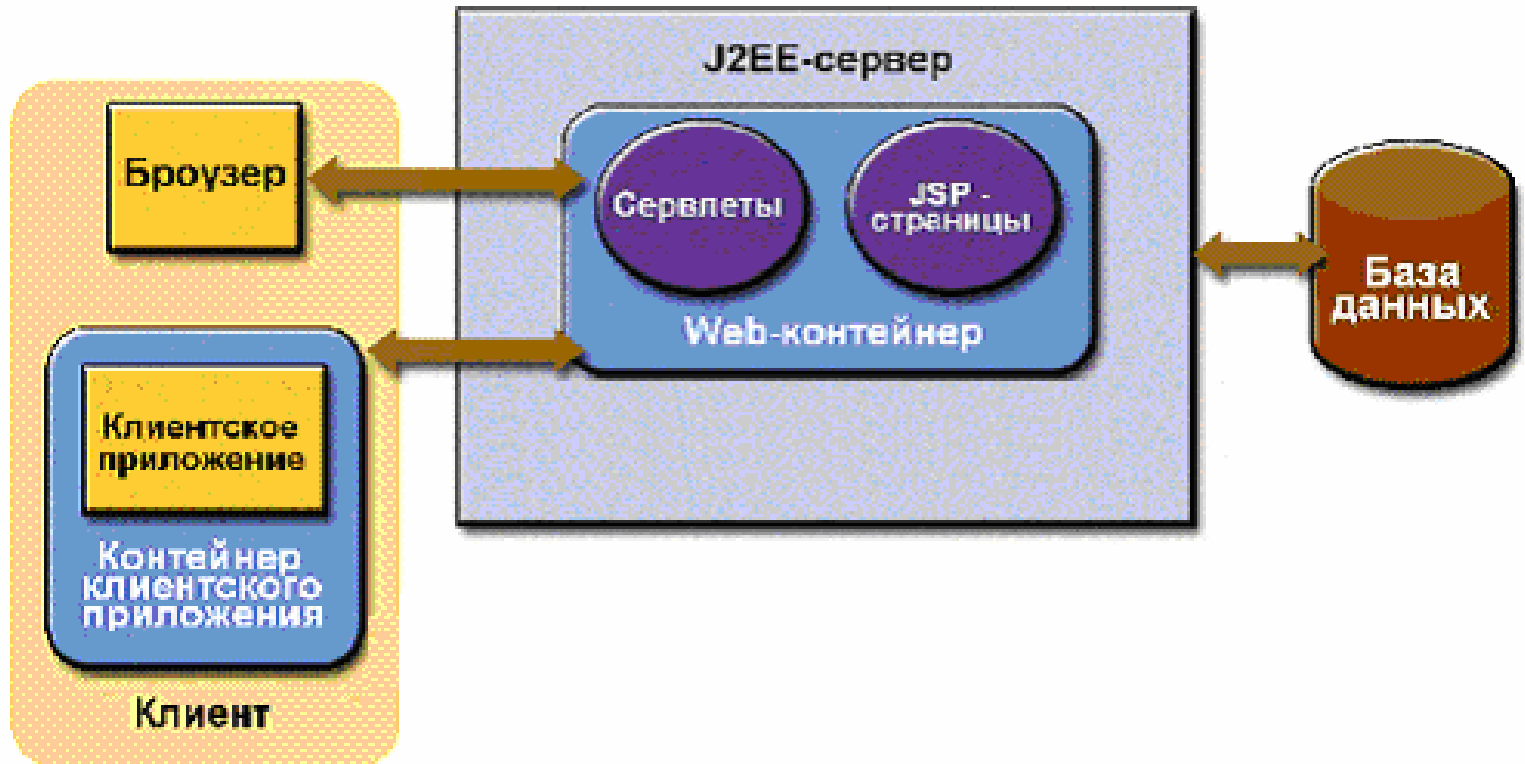 J2EE-сервер
Броузер
Сервлеты
JSP -
страницы
Web-контейнер
База
данных
Клиентское
приложение
Контейнер
клиентского
приложения
Клиент